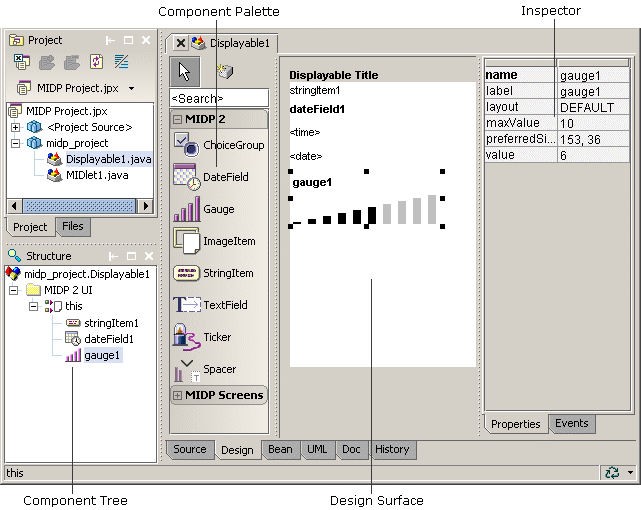 Component Palette
Inspector
Project
MIDP Project.jpx
MIDP Project.jpx
<Project Source>
midp_project
Displayable1.java
MIDlet1.java
Project
Files
Structure
midp_project.Displayable1
MIDP 2 UI
this
stringItem1
dateField1
gauge1
Displayable1
<Search>
MIDP 2
ChoiceGroup
DateField
Gauge
ImageItem
StringItem
TextField
Ticker
Spacer
MIDP Screens
Displayable Title
stringItem1
dateField1
<time>
<date>
gauge1
name gauge1
label gauge1
layout DEFAULT
maxValue 10
preferredSi... 153, 36
value 6
Properties
Events
Source
Design
Bean
UML
Doc
History
this
Component Tree
Design Surface